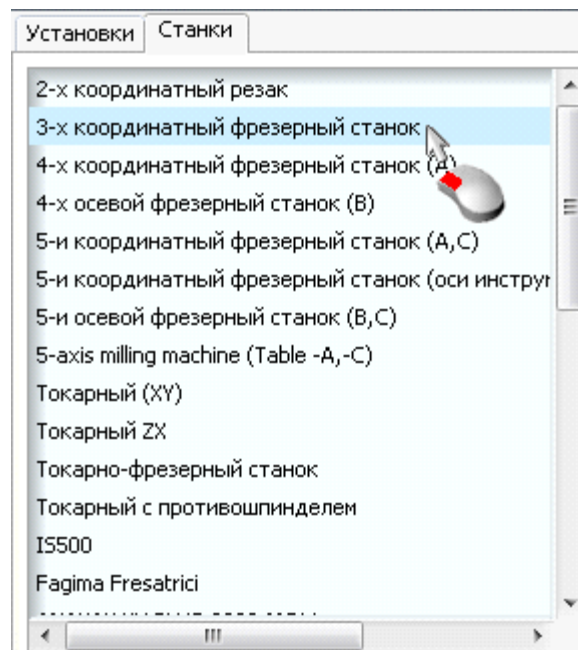 Установки Станки
2-х координатный резак
3-х координатный фрезерный станок
4-х координатный фрезерный станок (A)
4-х осевой фрезерный станок (B)
5-и координатный фрезерный станок (A,C)
5-и координатный фрезерный станок (оси инструм
5-и осевой фрезерный станок (B,C)
5-axis milling machine (Table -A,-C)
Токарный (XY)
Токарный ZX
Токарно-фрезерный станок
Токарный с противошпинделем
IS500
Fagima Fresatrici